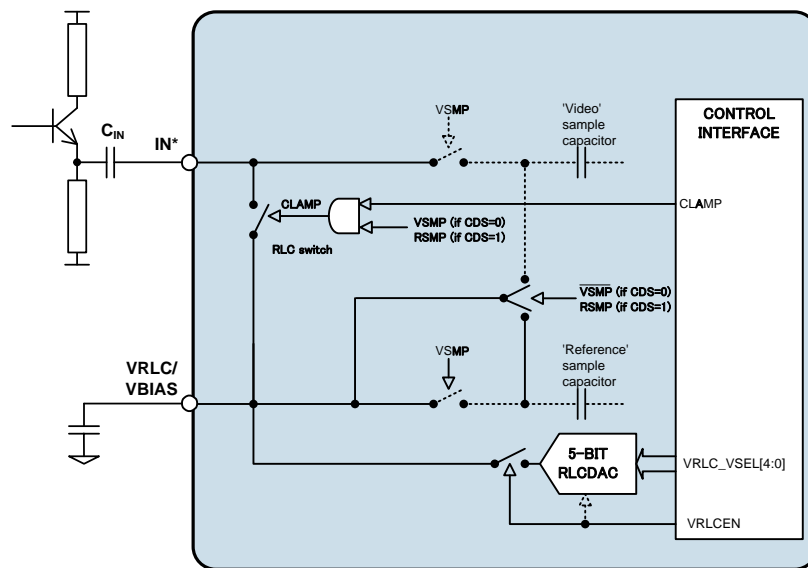 CIN
IN*
VSMP
'Video'
sample
capacitor
CONTROL
INTERFACE
CLAMP
CLAMP
VSMP (if CDS=0)
RSMP (if CDS=1)
RLC switch
VSMP (if CDS=0)
RSMP (if CDS=1)
VRLC/
VBIAS
VSMP
'Reference'
sample
capacitor
5-BIT
RLCDAC
VRLC_VSEL[4:0]
VRLCEN